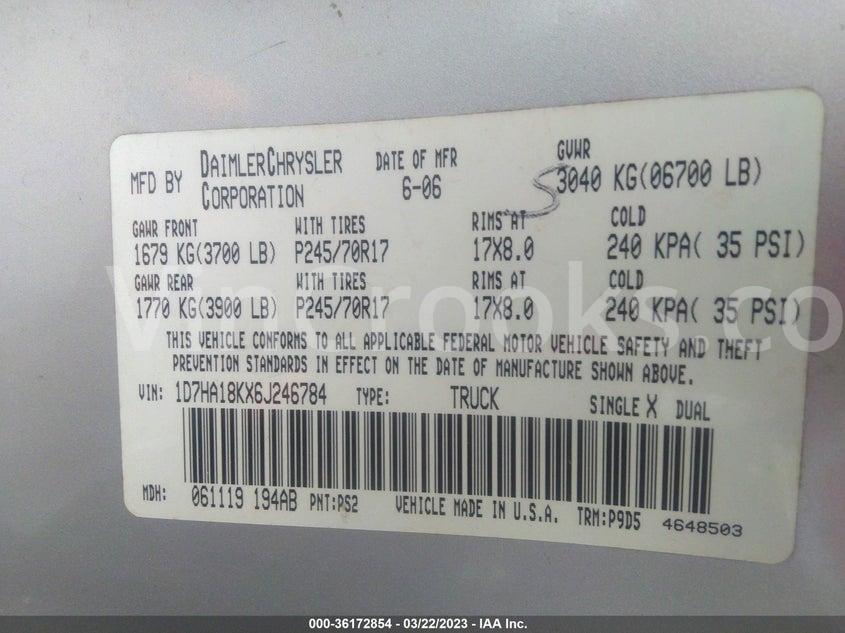 MFD BY DAIMLERCHRYSLER CORPORATION DATE OF MFR 6-06 GVWR 3040 KG(06700 LB)
GAWR FRONT WITH TIRES RIMS AT COLD
1679 KG(3700 LB) P245/70R17 17X8.0 240 KPA( 35 PSI)
GAWR REAR WITH TIRES RIMS AT COLD
1770 KG(3900 LB) P245/70R17 17X8.0 240 KPA( 35 PSI)
VinCrooks.co
THIS VEHICLE CONFORMS TO ALL APPLICABLE FEDERAL MOTOR VEHICLE SAFETY AND THEFT
PREVENTION STANDARDS IN EFFECT ON THE DATE OF MANUFACTURE SHOWN ABOVE.
VIN: 1D7HA18KX6J246784 TYPE: TRUCK SINGLE X DUAL
MDH: 061119 194AB PNT:PS2 VEHICLE MADE IN U.S.A. TRM:P9D5 4648503
000-36172854 - 03/22/2023 - IAA Inc.